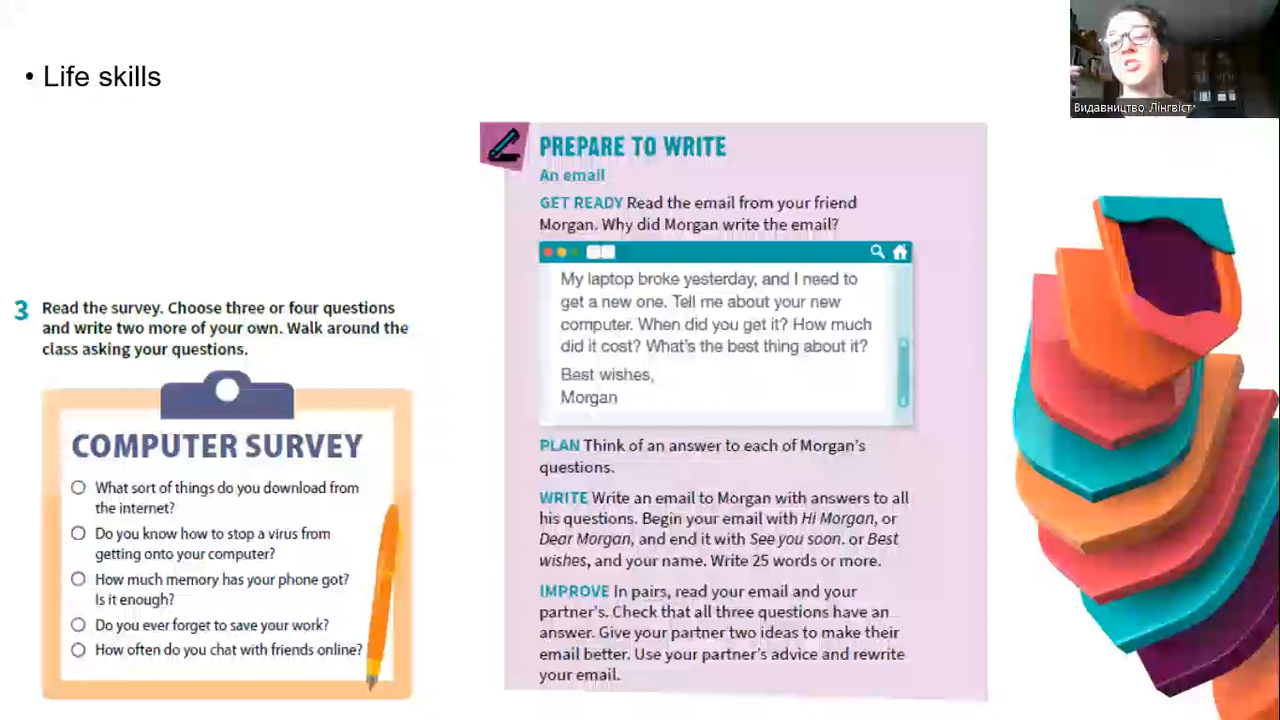 • Life skills
Видавництво Лінгвіст
3 Read the survey. Choose three or four questions
and write two more of your own. Walk around the
class asking your questions.
COMPUTER SURVEY
What sort of things do you download from
the internet?
Do you know how to stop a virus from
getting onto your computer?
How much memory has your phone got?
Is it enough?
Do you ever forget to save your work?
How often do you chat with friends online?
PREPARE TO WRITE
An email
GET READY Read the email from your friend
Morgan. Why did Morgan write the email?
My laptop broke yesterday, and I need to
get a new one. Tell me about your new
computer. When did you get it? How much
did it cost? What's the best thing about it?
Best wishes,
Morgan
PLAN Think of an answer to each of Morgan's
questions.
WRITE Write an email to Morgan with answers to all
his questions. Begin your email with Hi Morgan, or
Dear Morgan, and end it with See you soon. or Best
wishes, and your name. Write 25 words or more.
IMPROVE In pairs, read your email and your
partner's. Check that all three questions have an
answer. Give your partner two ideas to make their
email better. Use your partner's advice and rewrite
your email.